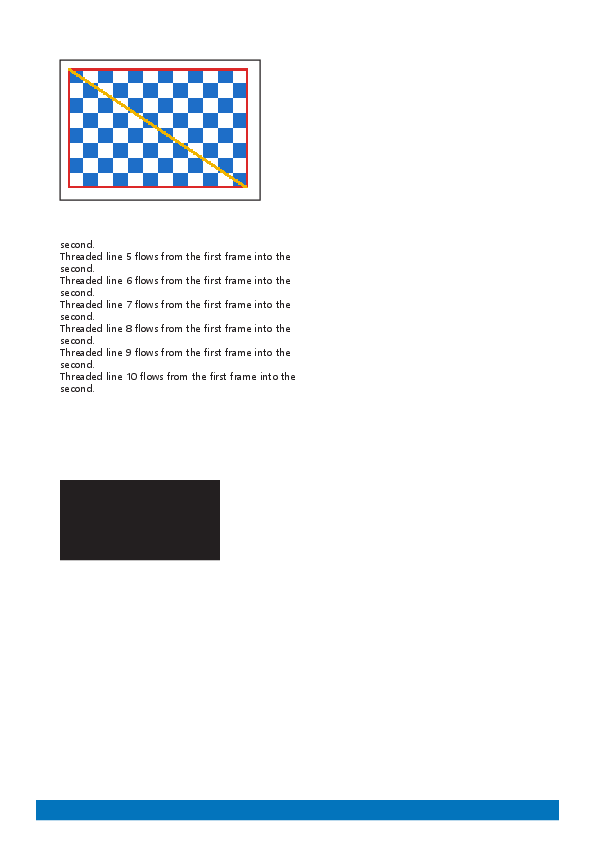 second.
Threaded line 5 flows from the first frame into the
second.
Threaded line 6 flows from the first frame into the
second.
Threaded line 7 flows from the first frame into the
second.
Threaded line 8 flows from the first frame into the
second.
Threaded line 9 flows from the first frame into the
second.
Threaded line 10 flows from the first frame into the
second.